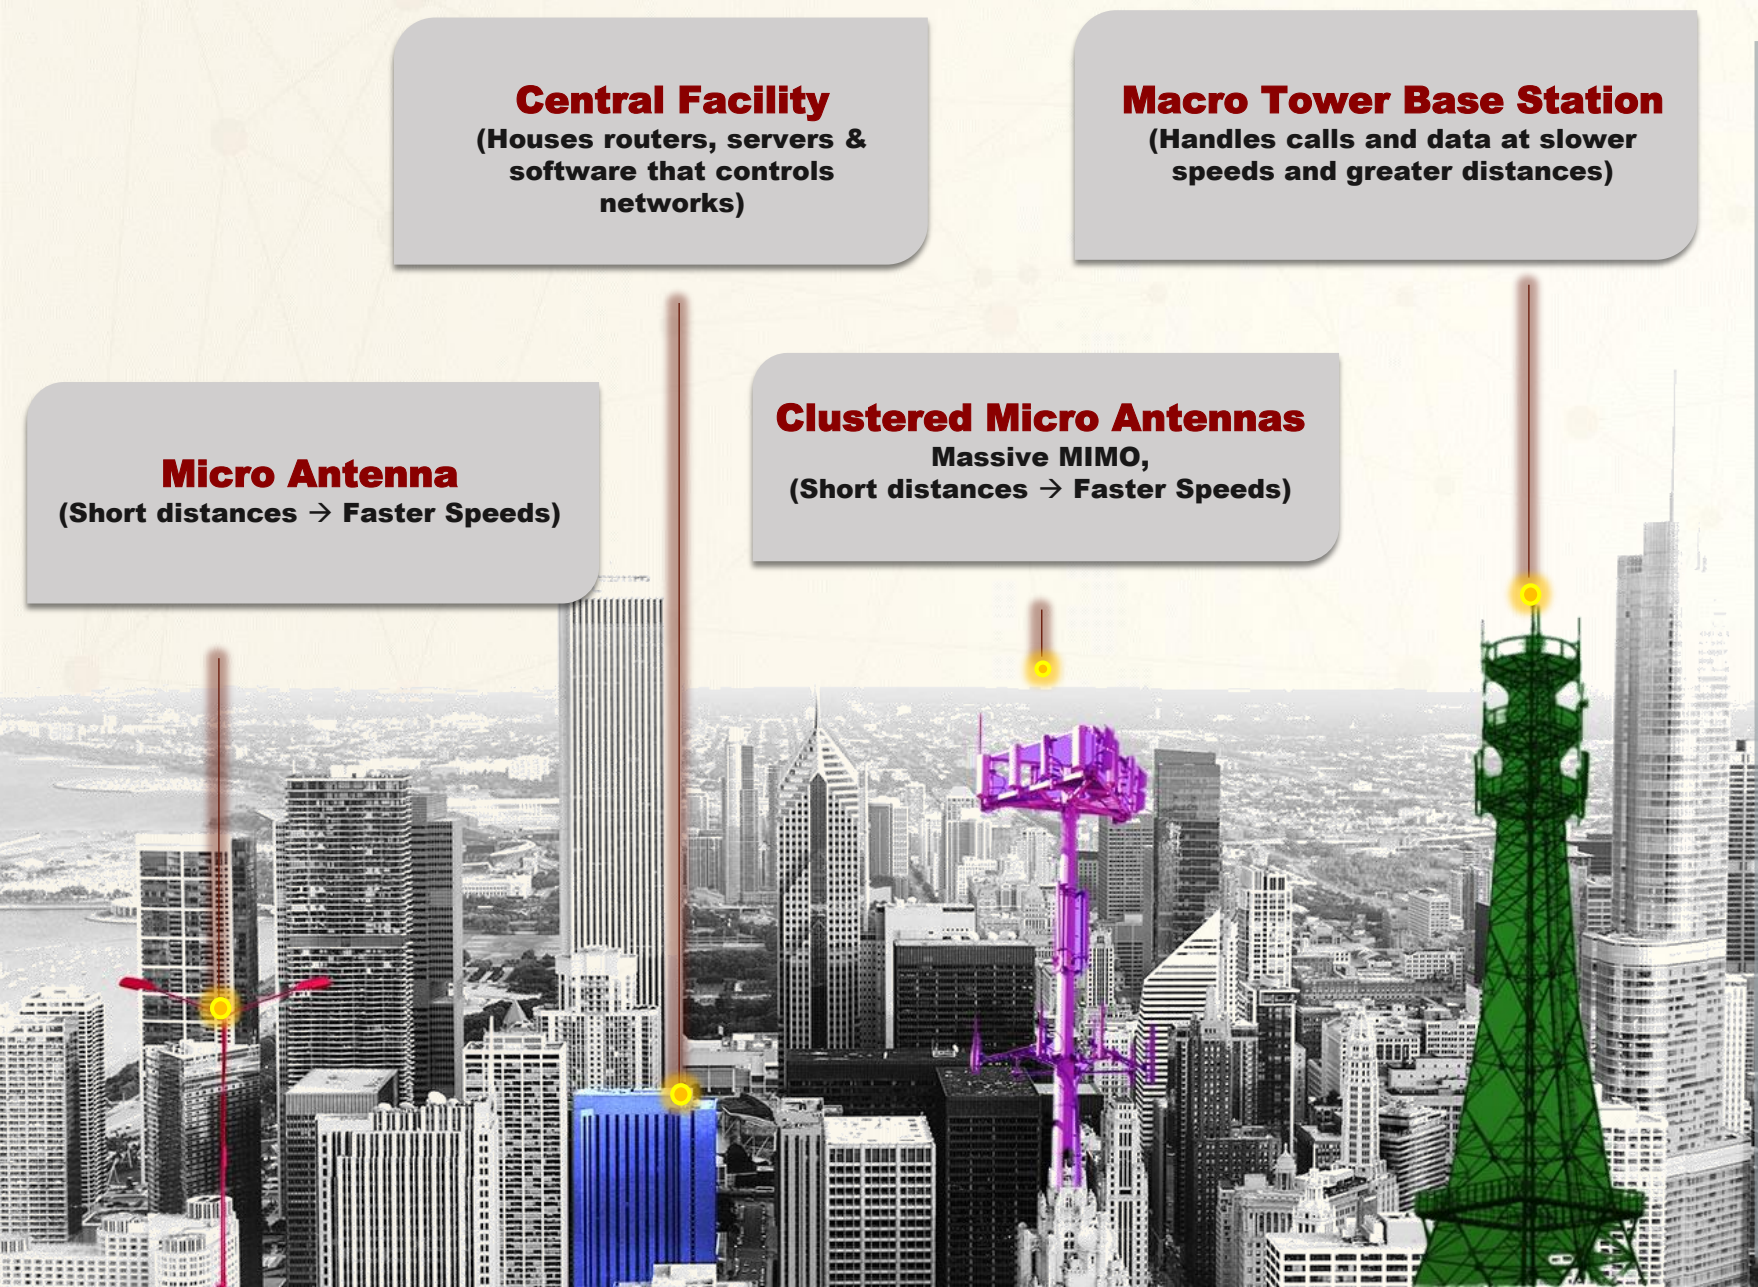 Central Facility
(Houses routers, servers &
software that controls
networks)
Macro Tower Base Station
(Handles calls and data at slower
speeds and greater distances)
Micro Antenna
(Short distances → Faster Speeds)
Clustered Micro Antennas
Massive MIMO,
(Short distances → Faster Speeds)